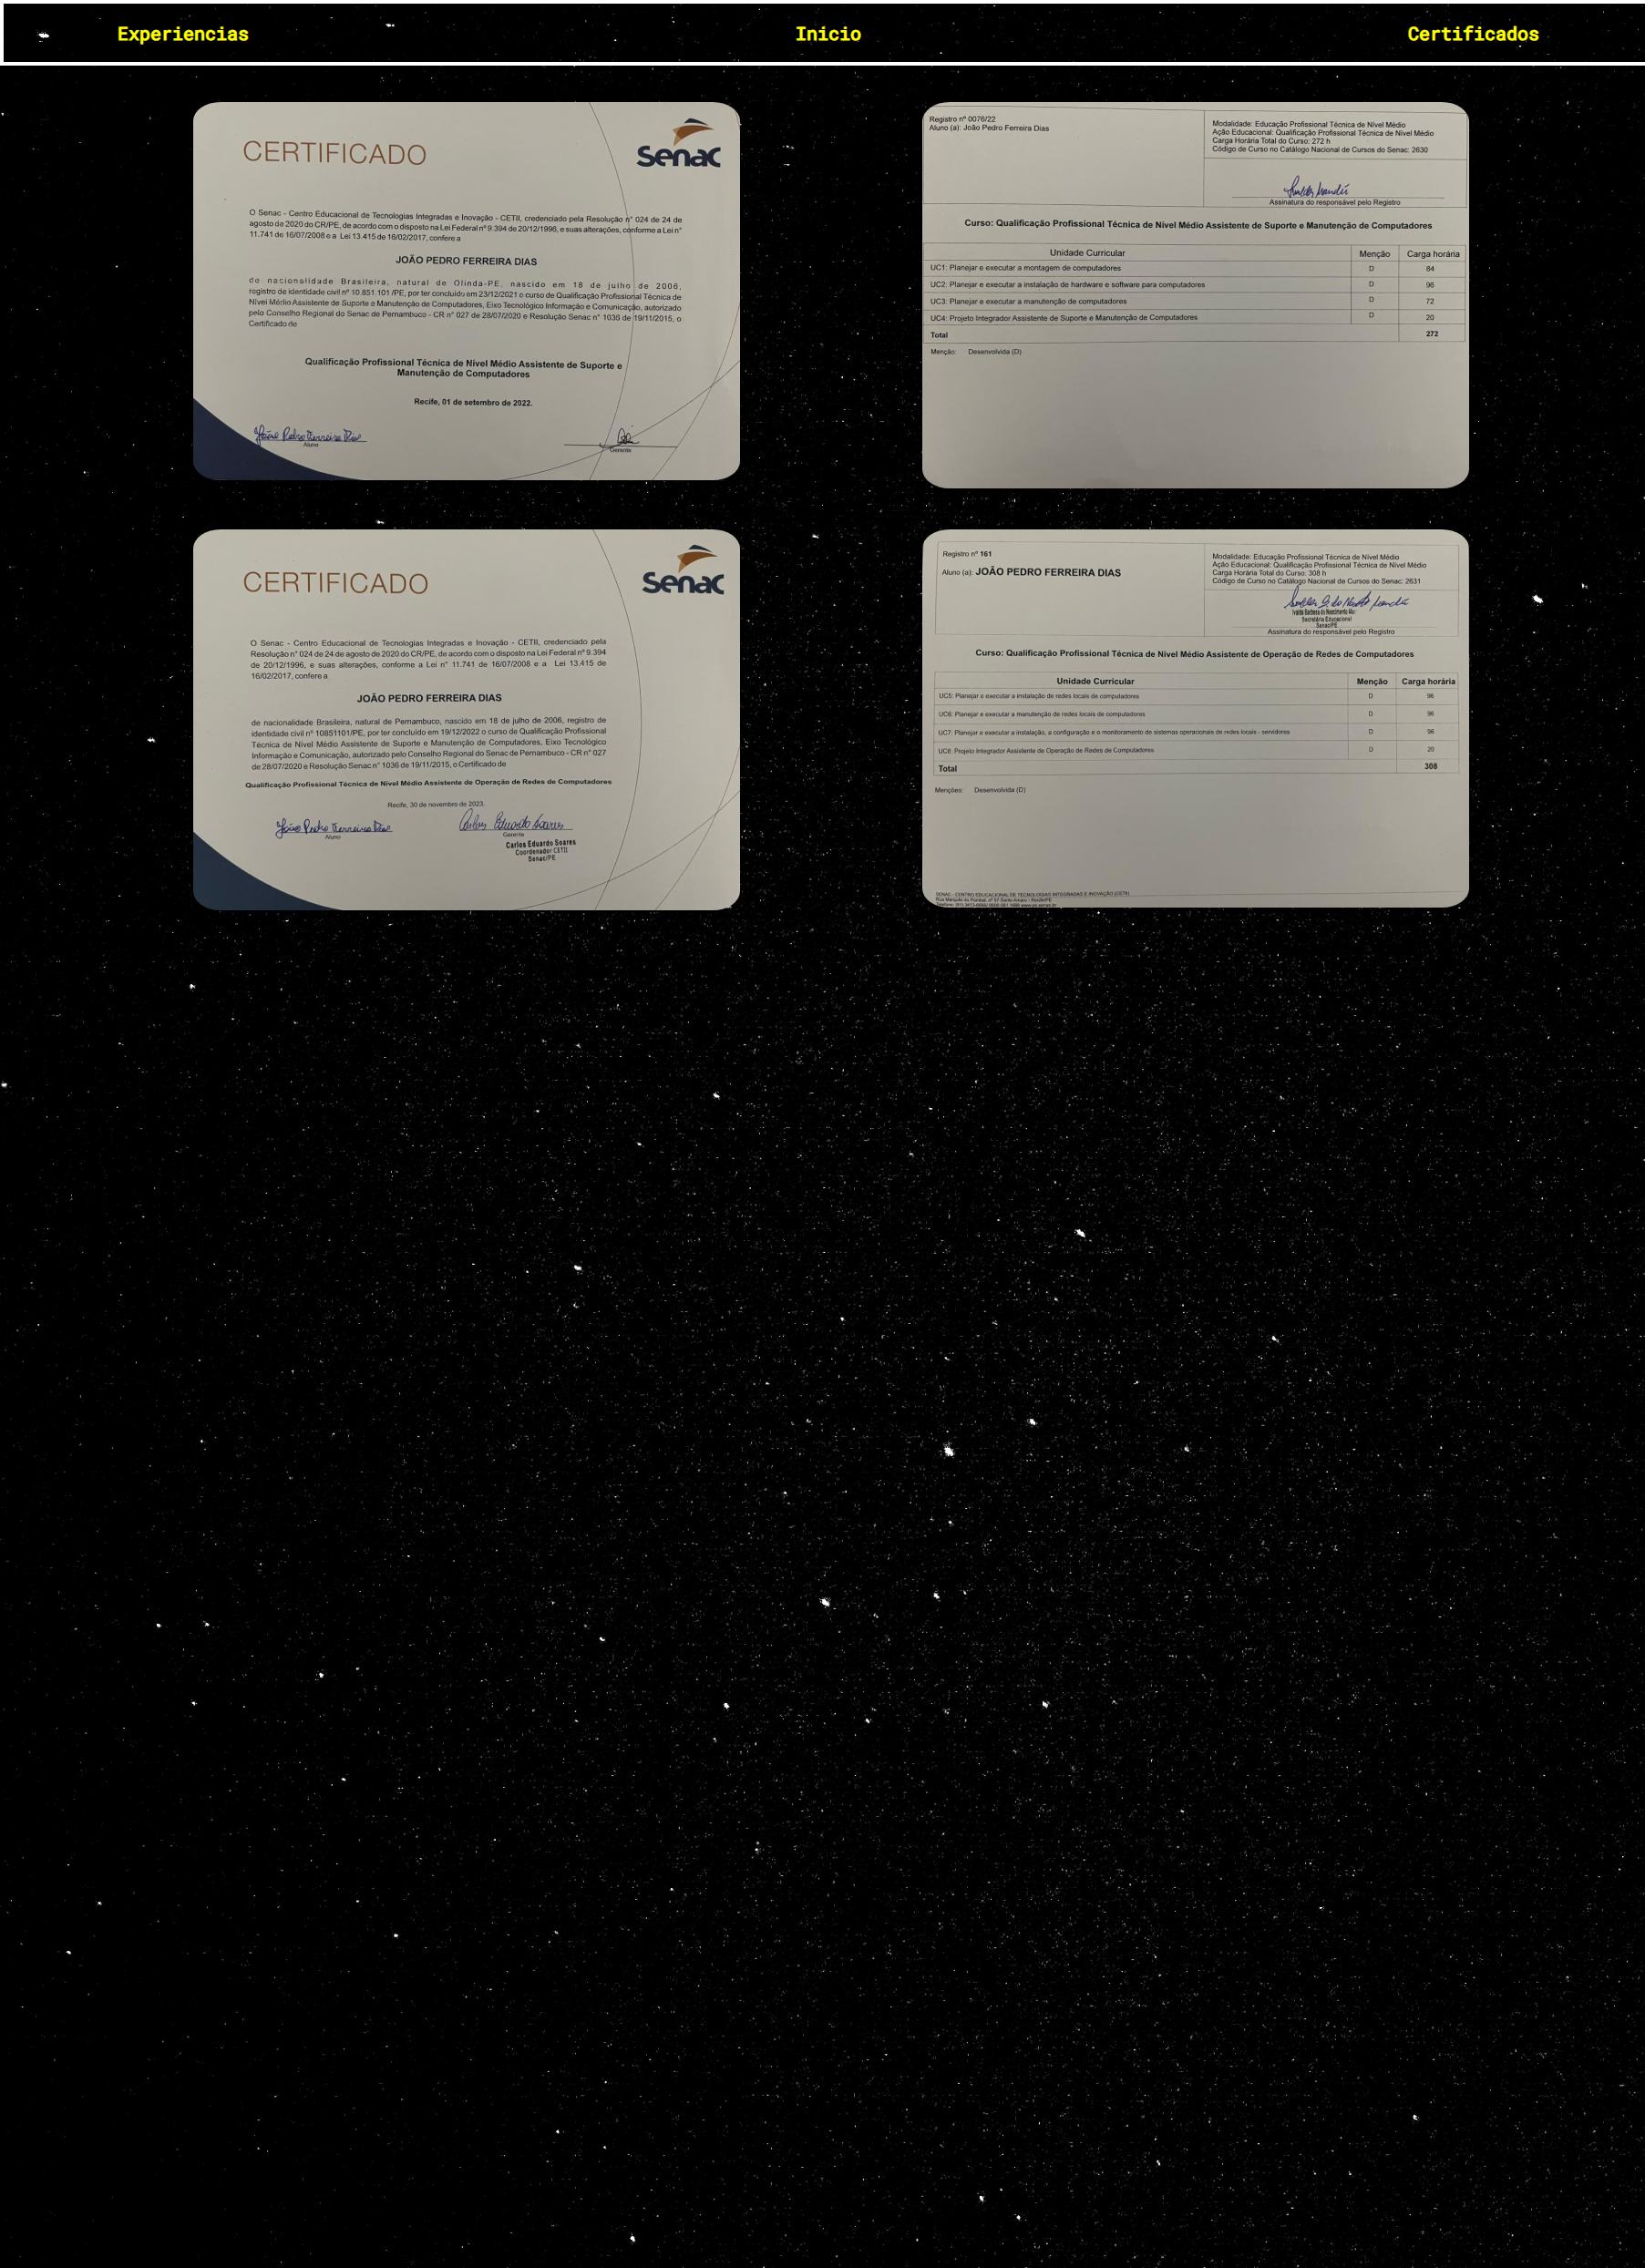 Experiencias
Inicio
Certificados
CERTIFICADO
Senac
O Senac - Centro Educacional de Tecnologias Integradas e Inovação - CETII, credenciado pela Resolução n° 024 de 24 de
agosto de 2020 do CR/PE, de acordo com o disposto na Lei Federal nº 9.394 de 20/12/1996, e suas alterações, conforme a Lei n°
11.741 de 16/07/2008 e a Lei 13.415 de 16/02/2017, confere a
JOÃO PEDRO FERREIRA DIAS
de nacionalidade Brasileira, natural de Olinda-PE, nascido em 18 de julho de 2006,
registro de identidade civil nº 10.851.101 /PE, por ter concluído em 23/12/2021 o curso de Qualificação Profissional Técnica de
Nível Médio Assistente de Suporte e Manutenção de Computadores, Eixo Tecnológico Informação e Comunicação, autorizado
pelo Conselho Regional do Senac de Pernambuco - CR n° 027 de 28/07/2020 e Resolução Senac n° 1036 de 19/11/2015, o
Certificado de
Qualificação Profissional Técnica de Nível Médio Assistente de Suporte e
Manutenção de Computadores
Recife, 01 de setembro de 2022.
João Pedro Ferreira Dias
Aluno
Gerente
Registro nº 0076/22
Aluno (a): João Pedro Ferreira Dias
Modalidade: Educação Profissional Técnica de Nível Médio
Ação Educacional: Qualificação Profissional Técnica de Nível Médio
Carga Horária Total do Curso: 272 h
Código de Curso no Catálogo Nacional de Cursos do Senac: 2630
Assinatura do responsável pelo Registro
Curso: Qualificação Profissional Técnica de Nível Médio Assistente de Suporte e Manutenção de Computadores
Unidade Curricular Menção Carga horária
UC1: Planejar e executar a montagem de computadores D 84
UC2: Planejar e executar a instalação de hardware e software para computadores D 96
UC3: Planejar e executar a manutenção de computadores D 72
UC4: Projeto Integrador Assistente de Suporte e Manutenção de Computadores D 20
Total 272
Menção: Desenvolvida (D)
CERTIFICADO
Senac
O Senac - Centro Educacional de Tecnologias Integradas e Inovação - CETII, credenciado pela
Resolução n° 024 de 24 de agosto de 2020 do CR/PE, de acordo com o disposto na Lei Federal nº 9.394
de 20/12/1996, e suas alterações, conforme a Lei n° 11.741 de 16/07/2008 e a Lei 13.415 de
16/02/2017, confere a
JOÃO PEDRO FERREIRA DIAS
de nacionalidade Brasileira, natural de Pernambuco, nascido em 18 de julho de 2006, registro de
identidade civil n° 10851101/PE, por ter concluído em 19/12/2022 o curso de Qualificação Profissional
Técnica de Nível Médio Assistente de Suporte e Manutenção de Computadores, Eixo Tecnológico
Informação e Comunicação, autorizado pelo Conselho Regional do Senac de Pernambuco - CR n° 027
de 28/07/2020 e Resolução Senac n° 1036 de 19/11/2015, o Certificado de
Qualificação Profissional Técnica de Nível Médio Assistente de Operação de Redes de Computadores
Recife, 30 de novembro de 2023.
João Pedro Ferreira Dias
Aluno
Carlos Eduardo Soares
Gerente
Carlos Eduardo Soares
Coordenador CETII
Senac/PE
Registro nº 161
Aluno (a): JOÃO PEDRO FERREIRA DIAS
Modalidade: Educação Profissional Técnica de Nível Médio
Ação Educacional: Qualificação Profissional Técnica de Nível Médio
Carga Horária Total do Curso: 308 h
Código de Curso no Catálogo Nacional de Cursos do Senac: 2631
Secretária Educacional
Senac/PE
Assinatura do responsável pelo Registro
Curso: Qualificação Profissional Técnica de Nível Médio Assistente de Operação de Redes de Computadores
Unidade Curricular Menção Carga horária
UC5: Planejar e executar a instalação de redes locais de computadores D 96
UC6: Planejar e executar a manutenção de redes locais de computadores D 96
UC7: Planejar e executar a instalação, a configuração e o monitoramento de sistemas operacionais de redes locais - servidores D 96
UC8: Projeto Integrador Assistente de Operação de Redes de Computadores D 20
Total 308
Menções: Desenvolvida (D)
SENAC - CENTRO EDUCACIONAL DE TECNOLOGIAS INTEGRADAS E INOVAÇÃO (CETII)